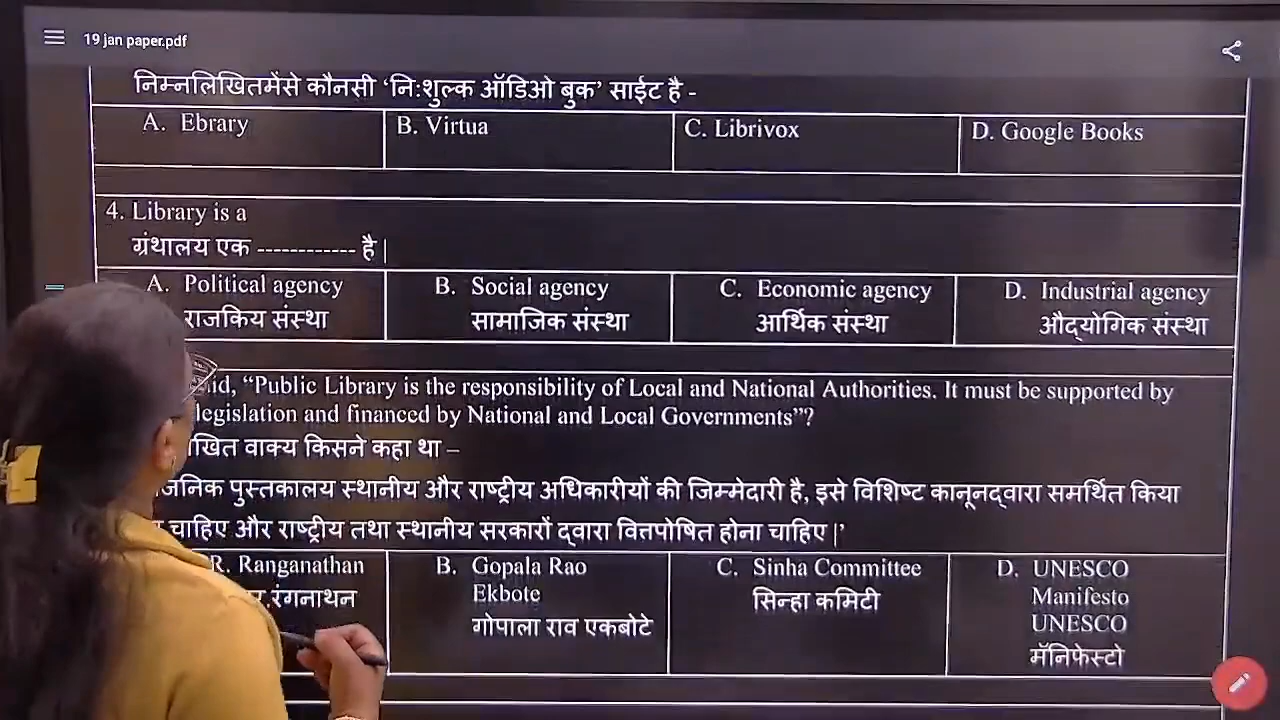 19 jan paper.pdf
निम्नलिखितमेंसे कौनसी ‘नि:शुल्क ऑडिओ बुक’ साईट है -
A. Ebrary
B. Virtua
C. Librivox
D. Google Books
4. Library is a
ग्रंथालय एक ------------ है |
A. Political agency
राजकिय संस्था
B. Social agency
सामाजिक संस्था
C. Economic agency
आर्थिक संस्था
D. Industrial agency
औद्योगिक संस्था
“Public Library is the responsibility of Local and National Authorities. It must be supported by
legislation and financed by National and Local Governments”?
वाक्य किसने कहा था –
पुस्तकालय स्थानीय और राष्ट्रीय अधिकारीयों की जिम्मेदारी है, इसे विशिष्ट कानूनद्वारा समर्थित किया
चाहिए और राष्ट्रीय तथा स्थानीय सरकारों द्वारा वित्तपोषित होना चाहिए |’
R. Ranganathan
रंगनाथन
B. Gopala Rao
Ekbote
गोपाला राव एकबोटे
C. Sinha Committee
सिन्हा कमिटी
D. UNESCO
Manifesto
UNESCO
मॅनिफेस्टो